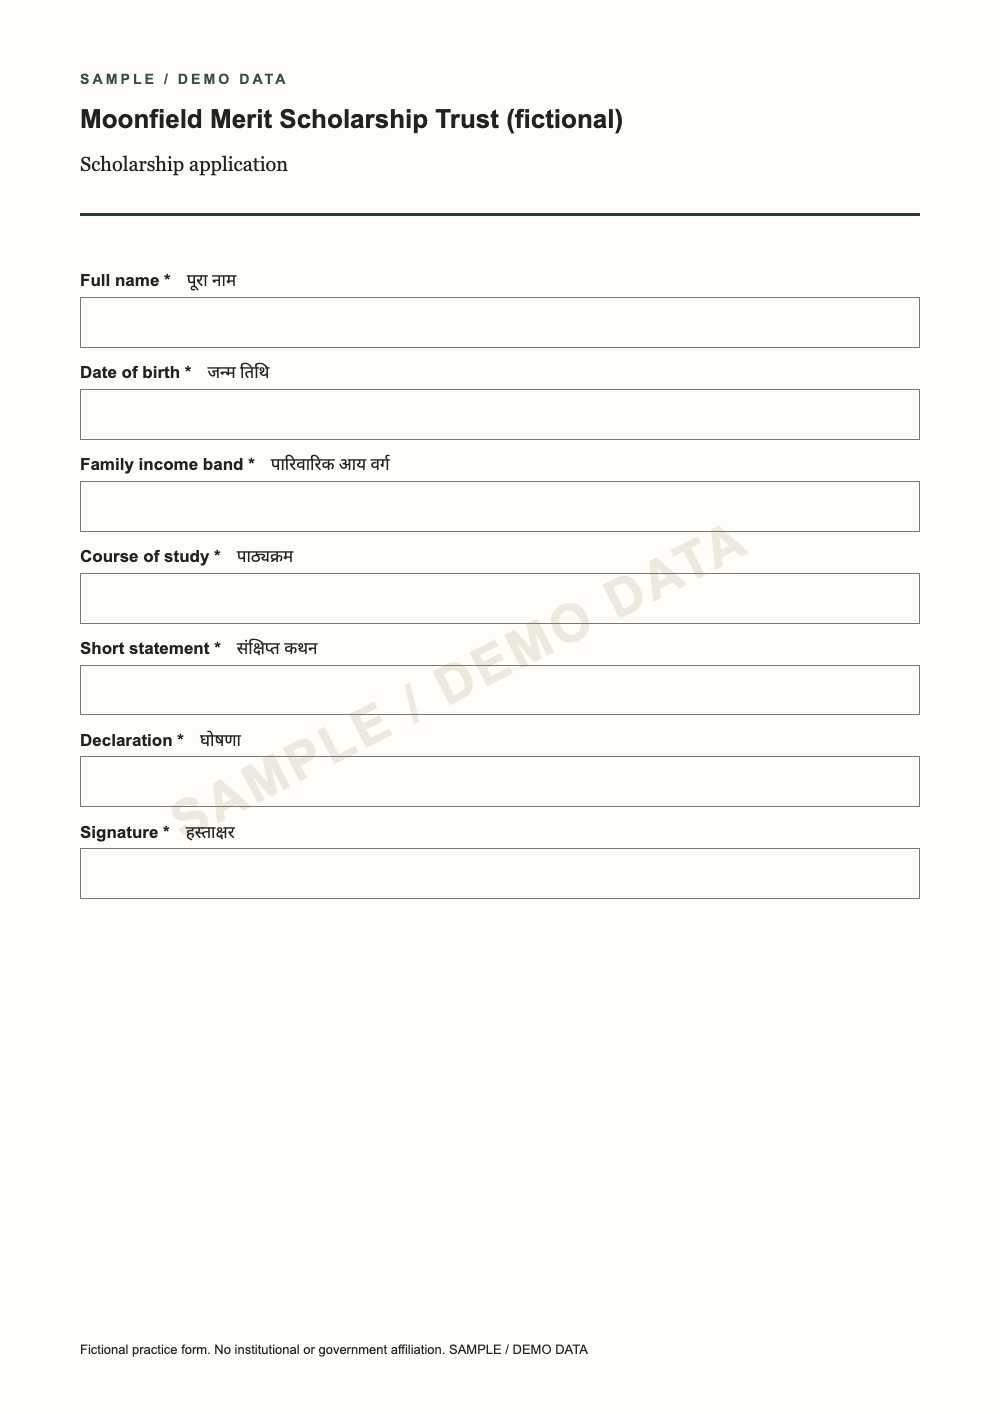 SAMPLE / DEMO DATA
Moonfield Merit Scholarship Trust (fictional)
Scholarship application
Full name * पूरा नाम
Date of birth * जन्म तिथि
Family income band * पारिवारिक आय वर्ग
Course of study * पाठ्यक्रम
Short statement * संक्षिप्त कथन
Declaration * घोषणा
Signature * हस्ताक्षर
SAMPLE / DEMO DATA
Fictional practice form. No institutional or government affiliation. SAMPLE / DEMO DATA